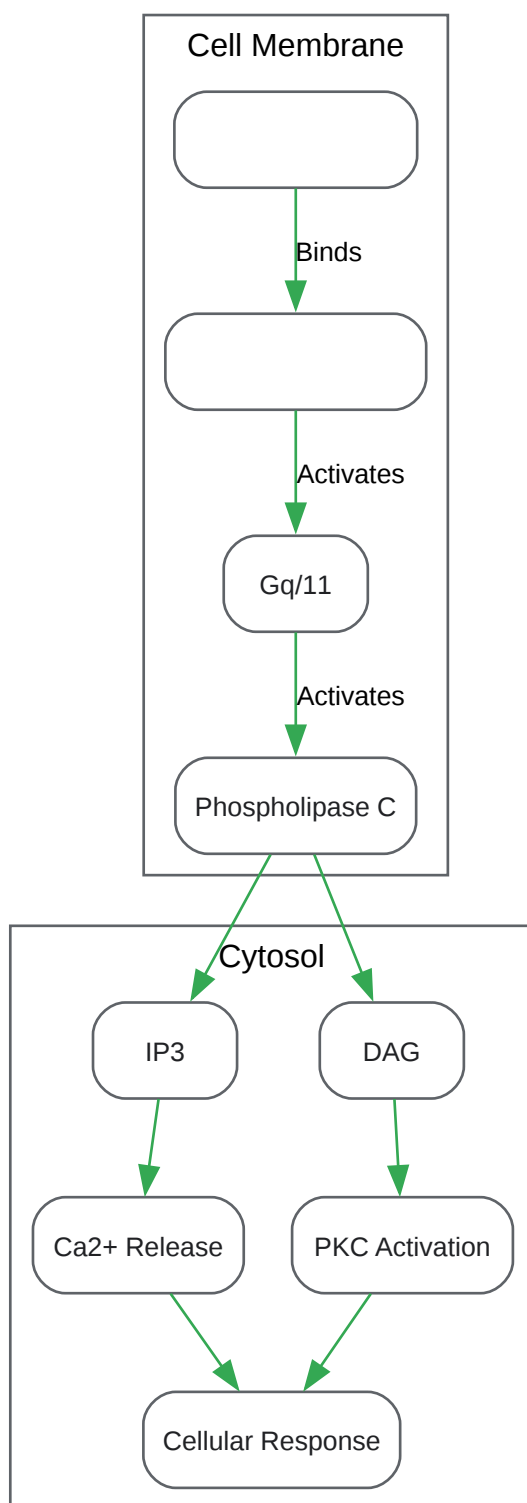 Cell Membrane
Binds
Activates
Gq/11
Activates
Phospholipase C
Cytosol
IP3
DAG
Ca2+ Release
PKC Activation
Cellular Response